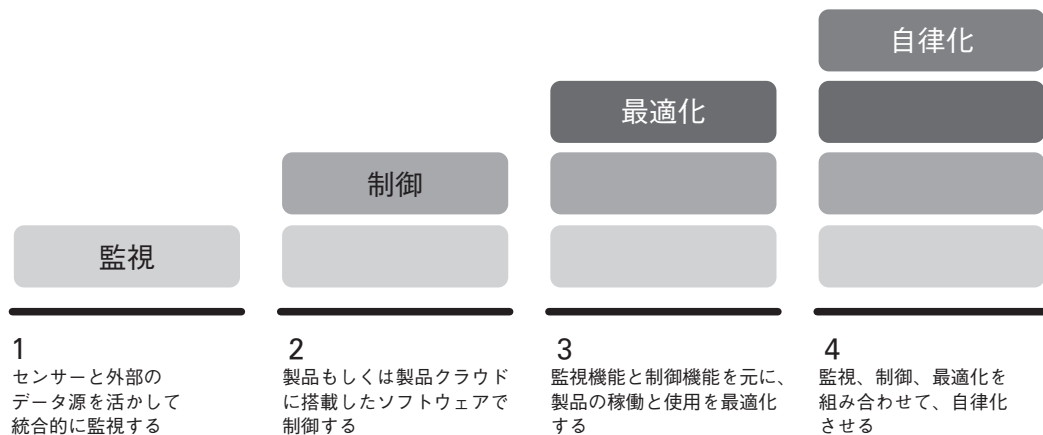 自律化
最適化
制御
監視
1
センサーと外部の
データ源を活かして
統合的に監視する
2
製品もしくは製品クラウド
に搭載したソフトウェアで
制御する
3
監視機能と制御機能を元に、
製品の稼働と使用を最適化
する
4
監視、制御、最適化を
組み合わせて、自律化
させる